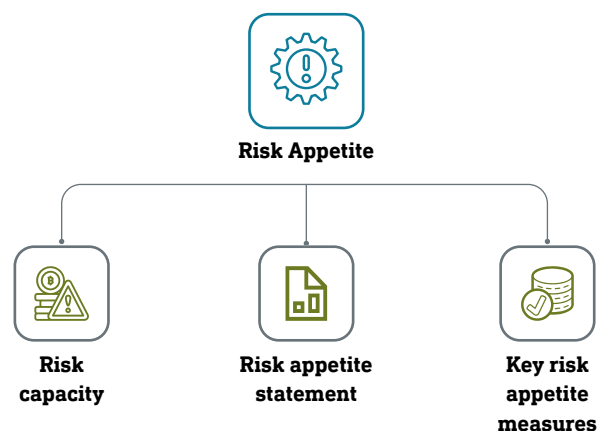 Risk Appetite
Risk
capacity
Risk appetite
statement
Key risk
appetite
measures